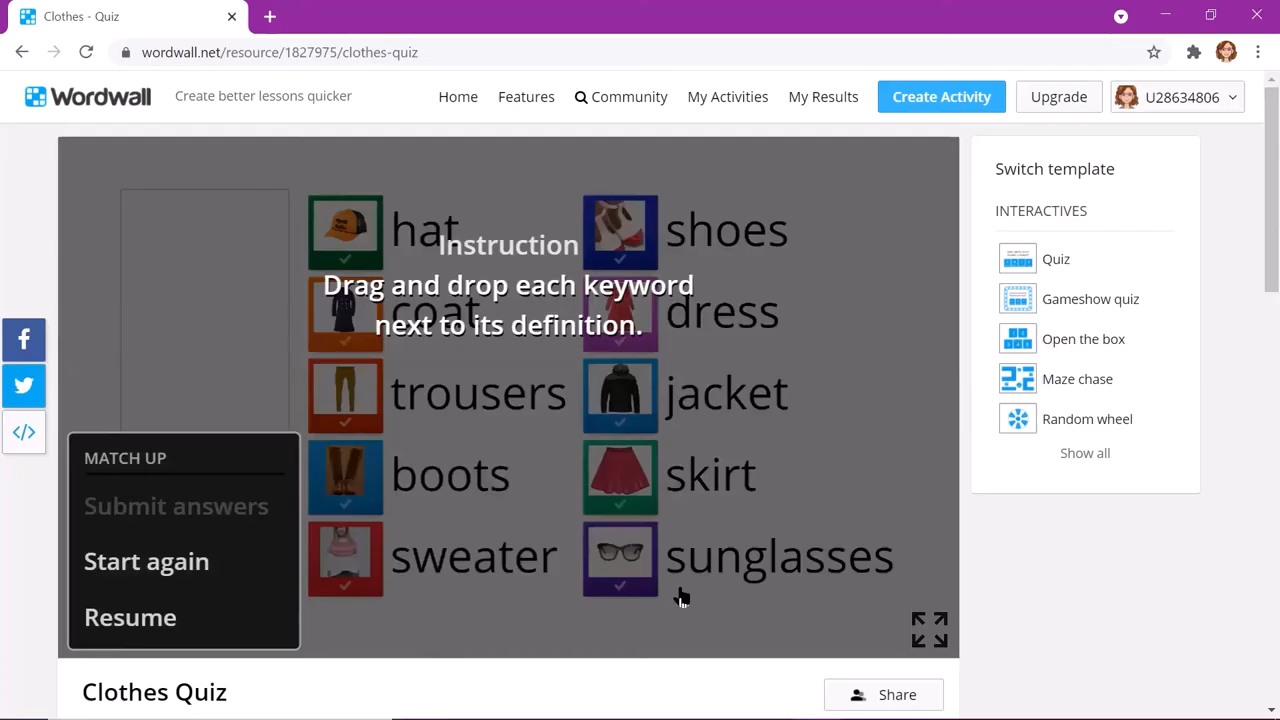 Clothes - Quiz
wordwall.net/resource/1827975/clothes-quiz
Wordwall
Create better lessons quicker
Home
Features
Community
My Activities
My Results
Create Activity
Upgrade
U28634806
hat
shoes
Instruction
Drag and drop each keyword
next to its definition.
coat
dress
trousers
jacket
boots
skirt
sweater
sunglasses
MATCH UP
Submit answers
Start again
Resume
Switch template
INTERACTIVES
Quiz
Gameshow quiz
Open the box
Maze chase
Random wheel
Show all
Clothes Quiz
Share